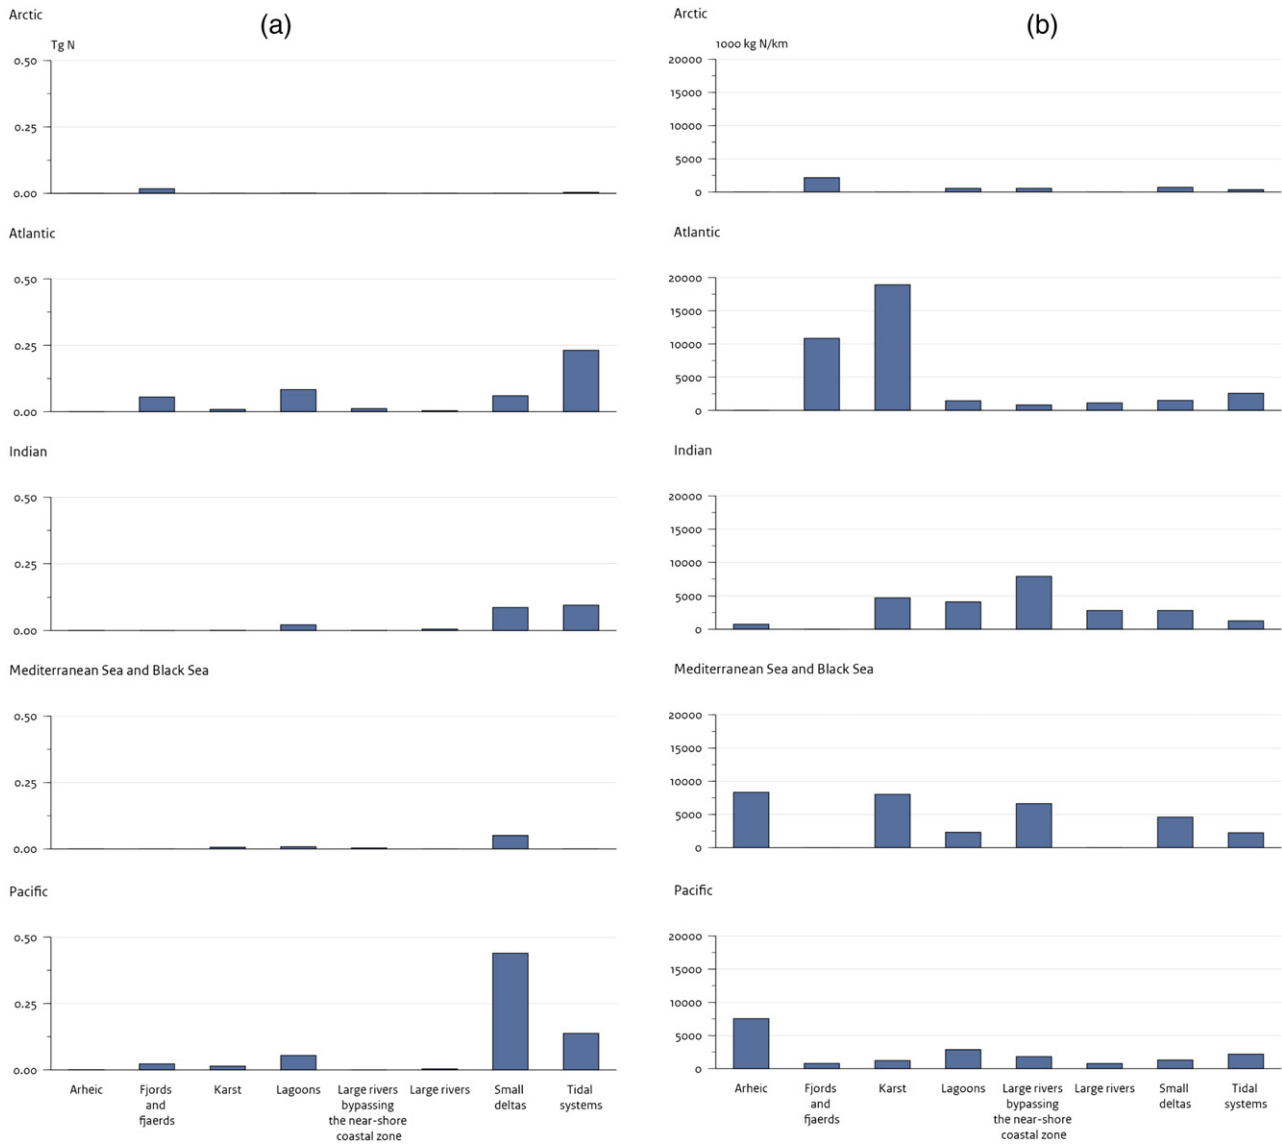 Arctic
(a)
Tg N
0.50
0.25
0.00
Atlantic
0.50
0.25
0.00
Indian
0.50
0.25
0.00
Mediterranean Sea and Black Sea
0.50
0.25
0.00
Pacific
0.50
0.25
0.00
Arheic
Fjords
and
fjaerds
Karst
Lagoons
Large rivers
bypassing
the near-shore
coastal zone
Large rivers
Small
deltas
Tidal
systems
Arctic
(b)
1000 kg N/km
20000
15000
10000
5000
0
Atlantic
20000
15000
10000
5000
0
Indian
20000
15000
10000
5000
0
Mediterranean Sea and Black Sea
20000
15000
10000
5000
0
Pacific
20000
15000
10000
5000
0
Arheic
Fjords
and
fjaerds
Karst
Lagoons
Large rivers
bypassing
the near-shore
coastal zone
Large rivers
Small
deltas
Tidal
systems